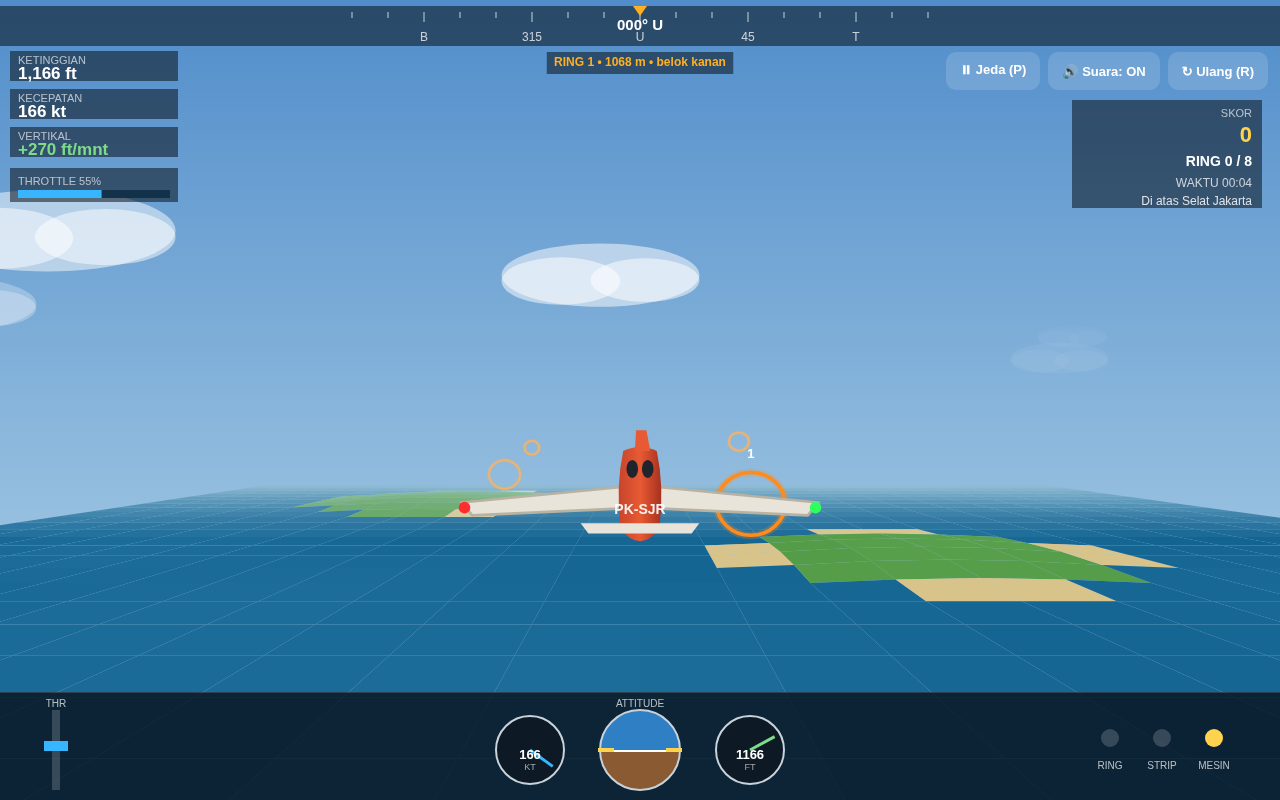 000° U
B 315 U 45 T
KETINGGIAN
1,166 ft
KECEPATAN
166 kt
VERTIKAL
+270 ft/mnt
THROTTLE 55%
RING 1 • 1068 m • belok kanan
⏸ Jeda (P)
🔊 Suara: ON
↻ Ulang (R)
SKOR
0
RING 0 / 8
WAKTU 00:04
Di atas Selat Jakarta
1
PK-SJR
THR
ATTITUDE
166
KT
1166
FT
RING
STRIP
MESIN